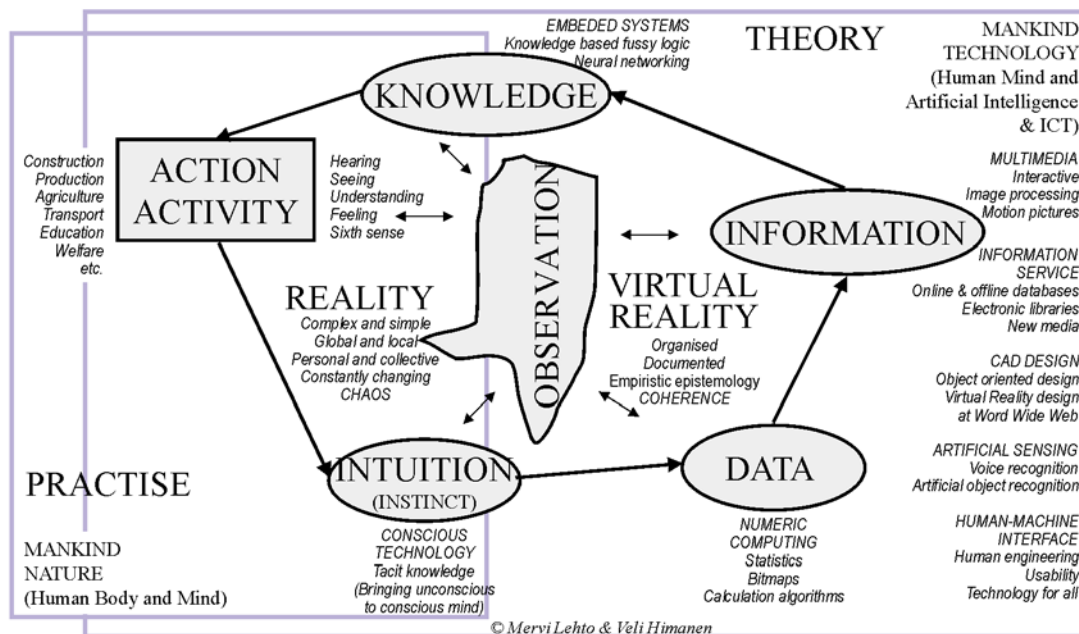 EMBEDED SYSTEMS
Knowledge based fussy logic
Neural networking
THEORY
MANKIND
TECHNOLOGY
(Human Mind and
Artificial Intelligence
& ICT)
KNOWLEDGE
ACTION
ACTIVITY
Construction
Production
Agriculture
Transport
Education
Welfare
etc.
Hearing
Seeing
Understanding
Feeling
Sixth sense
OBSERVATION
INFORMATION
MULTIMEDIA
Interactive
Image processing
Motion pictures
INFORMATION
SERVICE
Online & offline databases
Electronic libraries
New media
REALITY
Complex and simple
Global and local
Personal and collective
Constantly changing
CHAOS
VIRTUAL
REALITY
Organised
Documented
Empiristic epistemology
COHERENCE
CAD DESIGN
Object oriented design
Virtual Reality design
at Word Wide Web
ARTIFICIAL SENSING
Voice recognition
Artificial object recognition
PRACTISE
INTUITION
(INSTINCT)
DATA
MANKIND
NATURE
(Human Body and Mind)
CONSCIOUS
TECHNOLOGY
Tacit knowledge
(Bringing unconscious
to conscious mind)
NUMERIC
COMPUTING
Statistics
Bitmaps
Calculation algorithms
HUMAN-MACHINE
INTERFACE
Human engineering
Usability
Technology for all
© Mervi Lehto & Veli Himanen